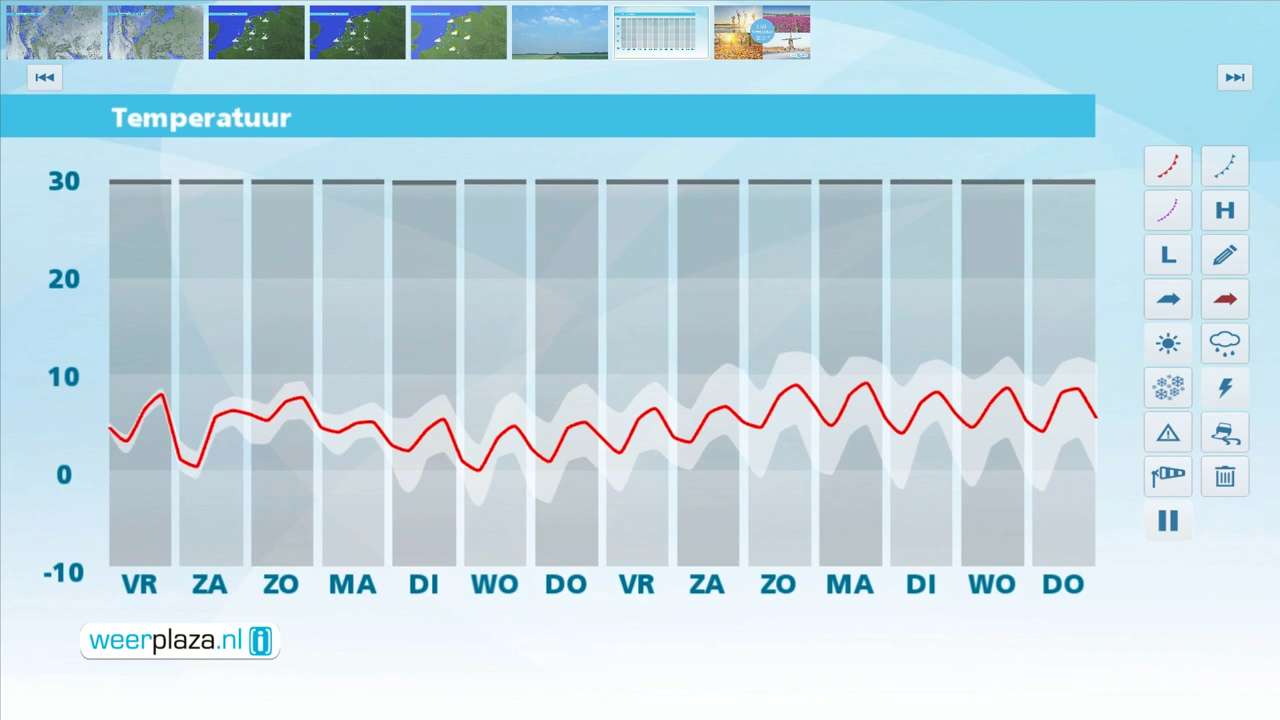 Temperatuur
30
20
10
0
-10
VR ZA ZO MA DI WO DO VR ZA ZO MA DI WO DO
weerplaza.nl i
H
L